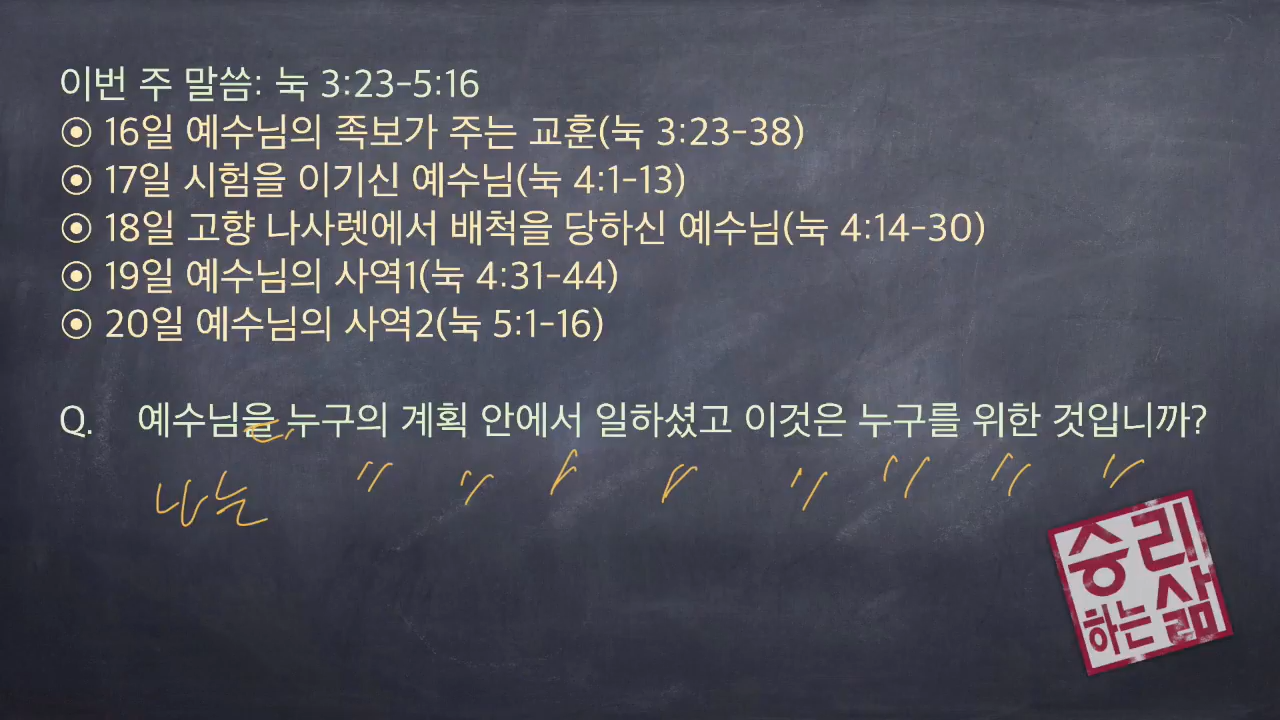 이번 주 말씀: 눅 3:23-5:16
⦿ 16일 예수님의 족보가 주는 교훈(눅 3:23-38)
⦿ 17일 시험을 이기신 예수님(눅 4:1-13)
⦿ 18일 고향 나사렛에서 배척을 당하신 예수님(눅 4:14-30)
⦿ 19일 예수님의 사역1(눅 4:31-44)
⦿ 20일 예수님의 사역2(눅 5:1-16)
Q. 예수님을 누구의 계획 안에서 일하셨고 이것은 누구를 위한 것입니까?
나는 〃 〃 〃 〃 〃 〃 〃 〃
승리
하는 삶